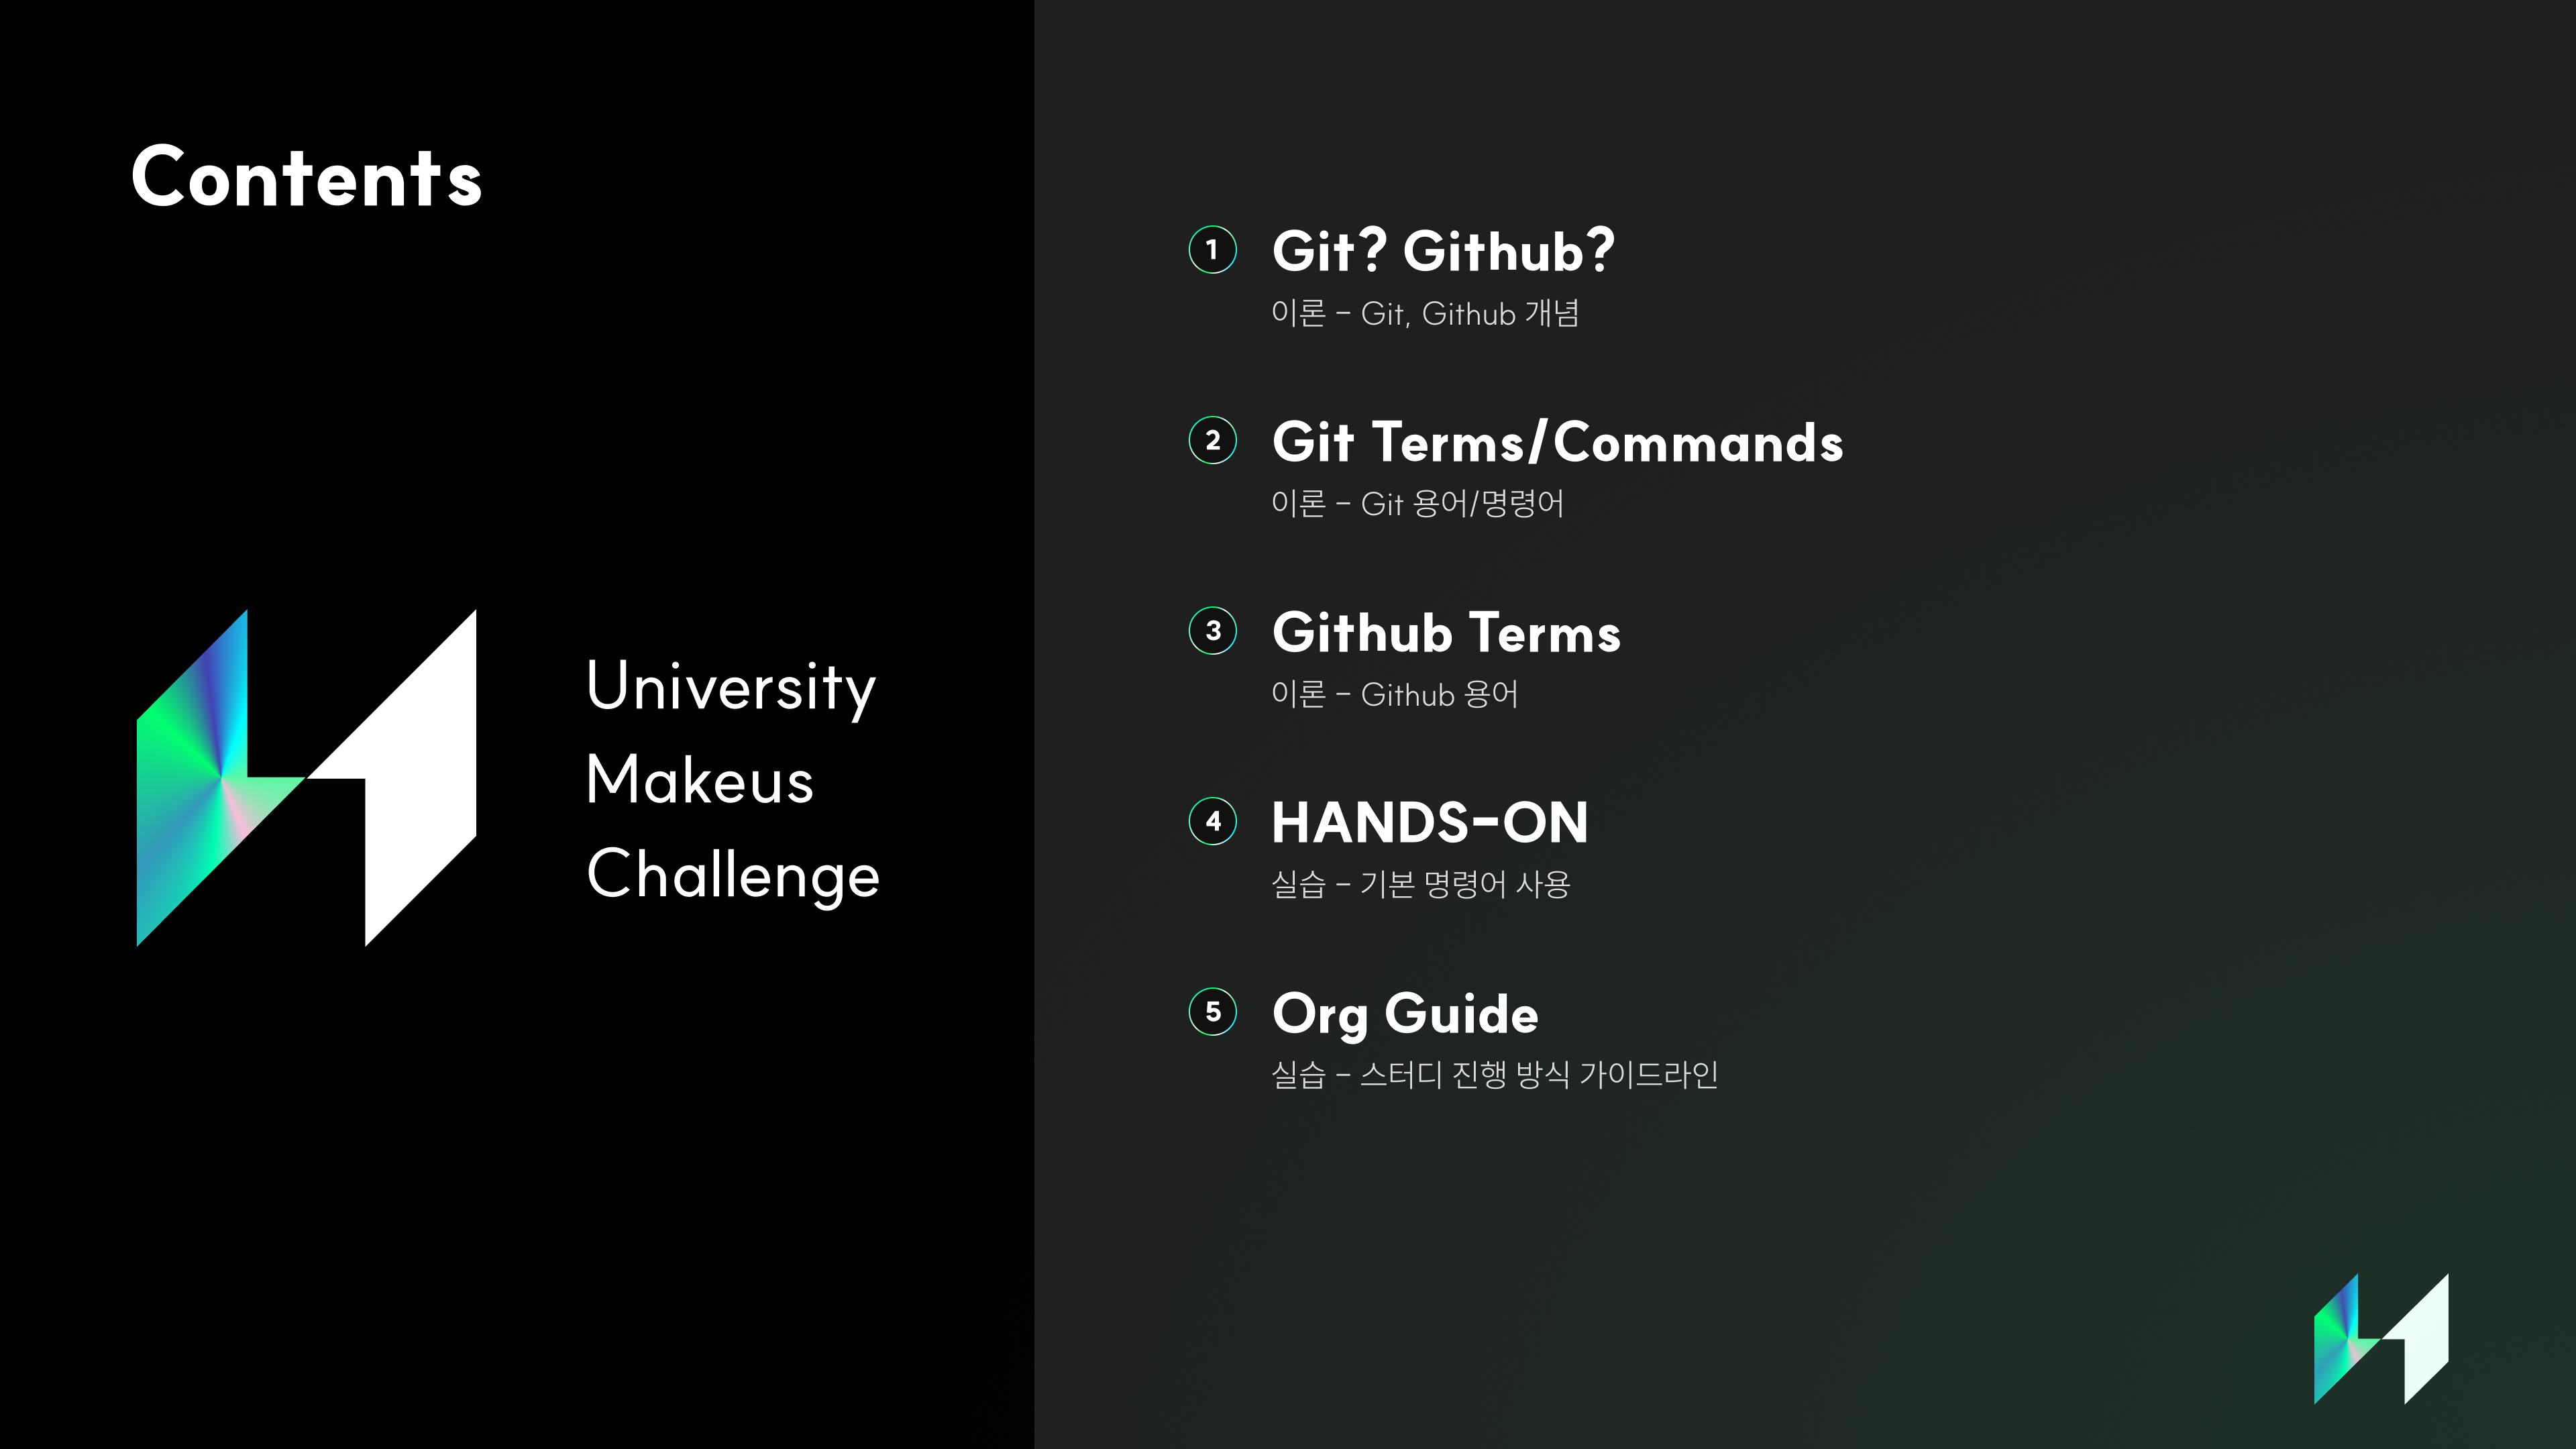 Contents
University
Makeus
Challenge
1 Git? Github?
이론 - Git, Github 개념
2 Git Terms/Commands
이론 - Git 용어/명령어
3 Github Terms
이론 - Github 용어
4 HANDS-ON
실습 - 기본 명령어 사용
5 Org Guide
실습 - 스터디 진행 방식 가이드라인